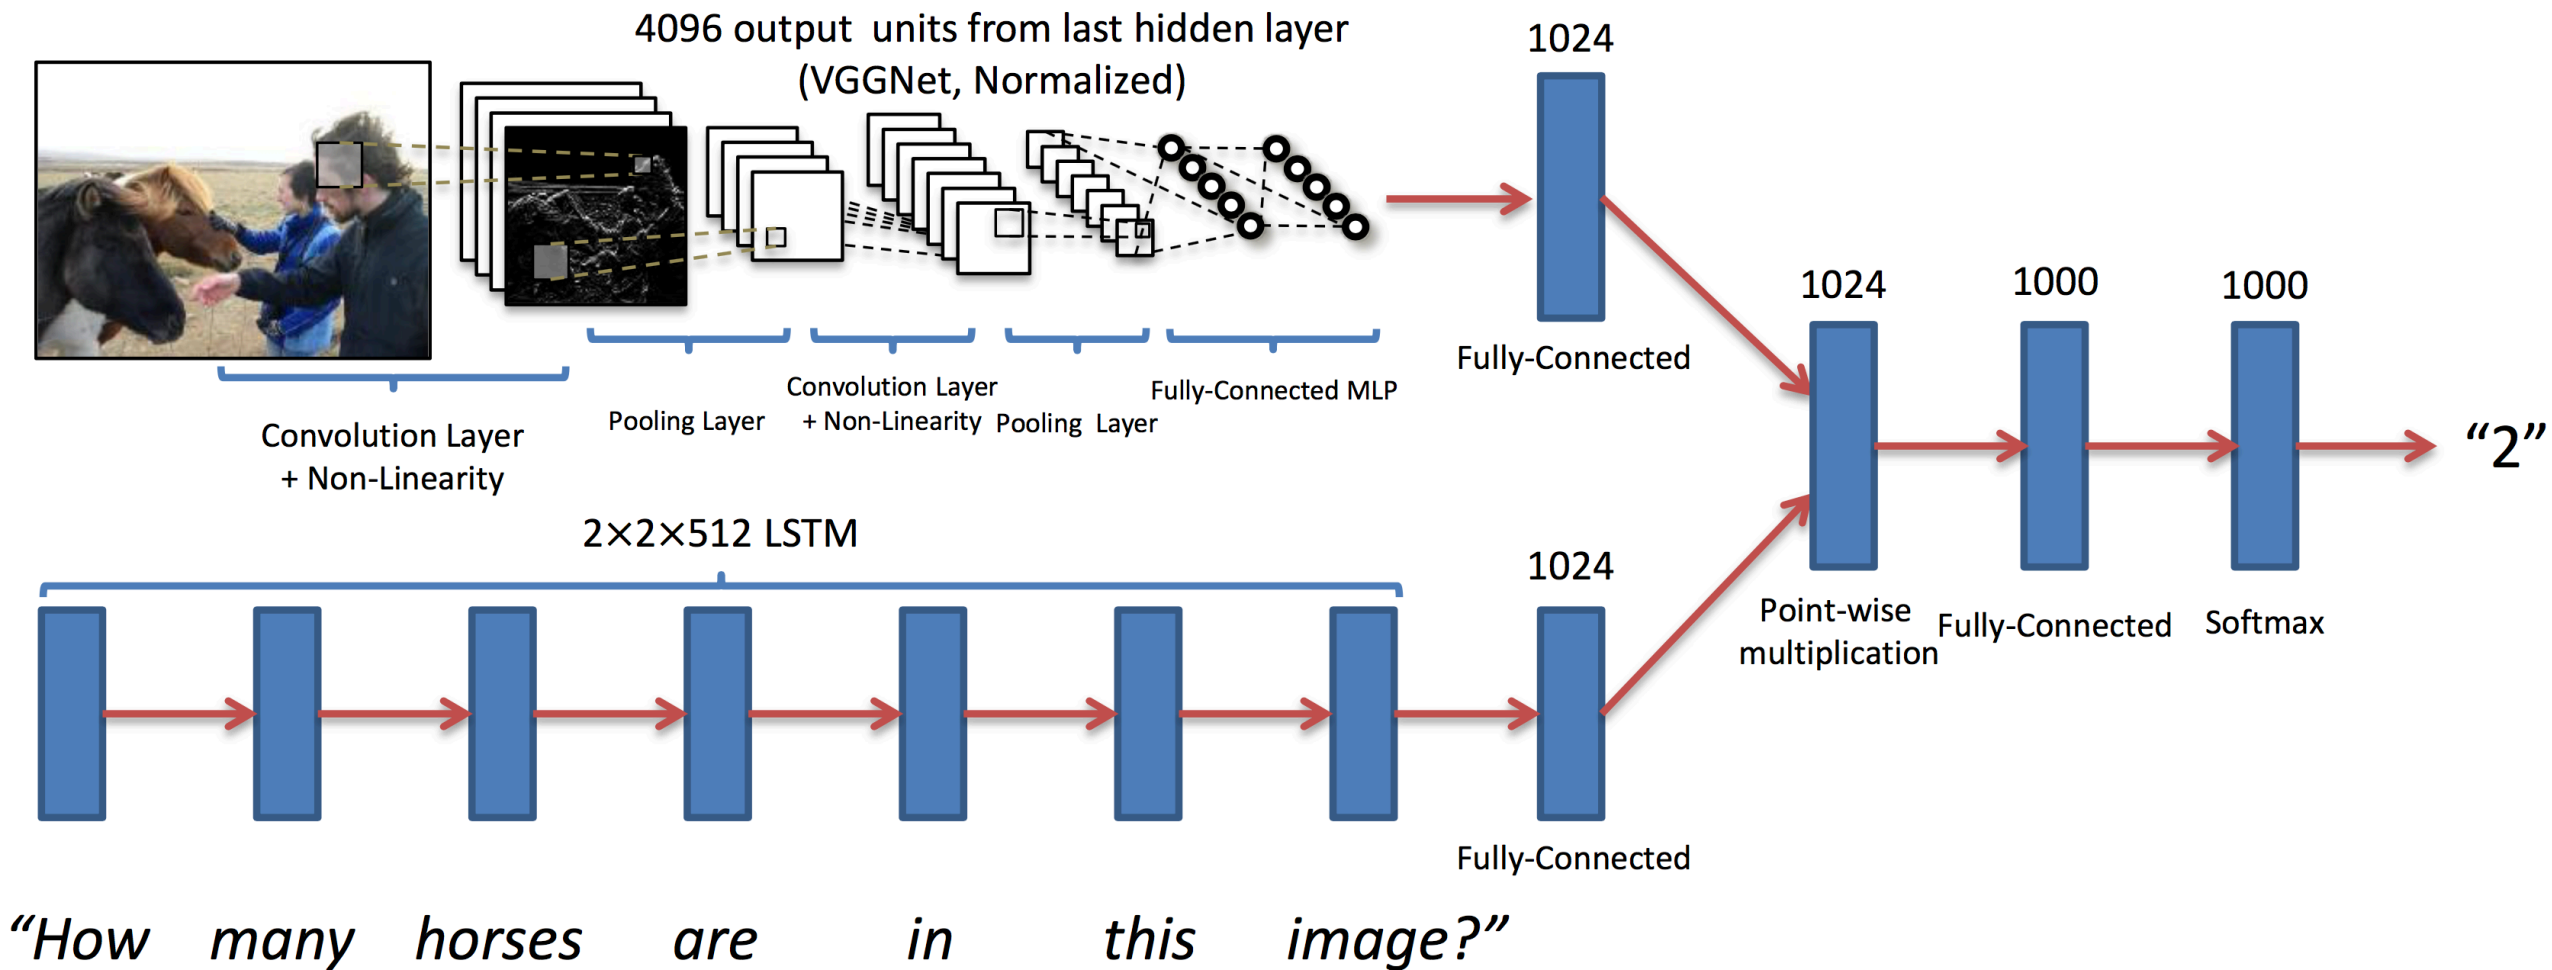 4096 output units from last hidden layer
(VGGNet, Normalized)
1024
Fully-Connected
Convolution Layer
+ Non-Linearity
Pooling Layer
Convolution Layer
+ Non-Linearity
Pooling Layer
Fully-Connected MLP
2×2×512 LSTM
1024
Fully-Connected
1024
Point-wise
multiplication
1000
Fully-Connected
1000
Softmax
“2”
“How many horses are in this image?”